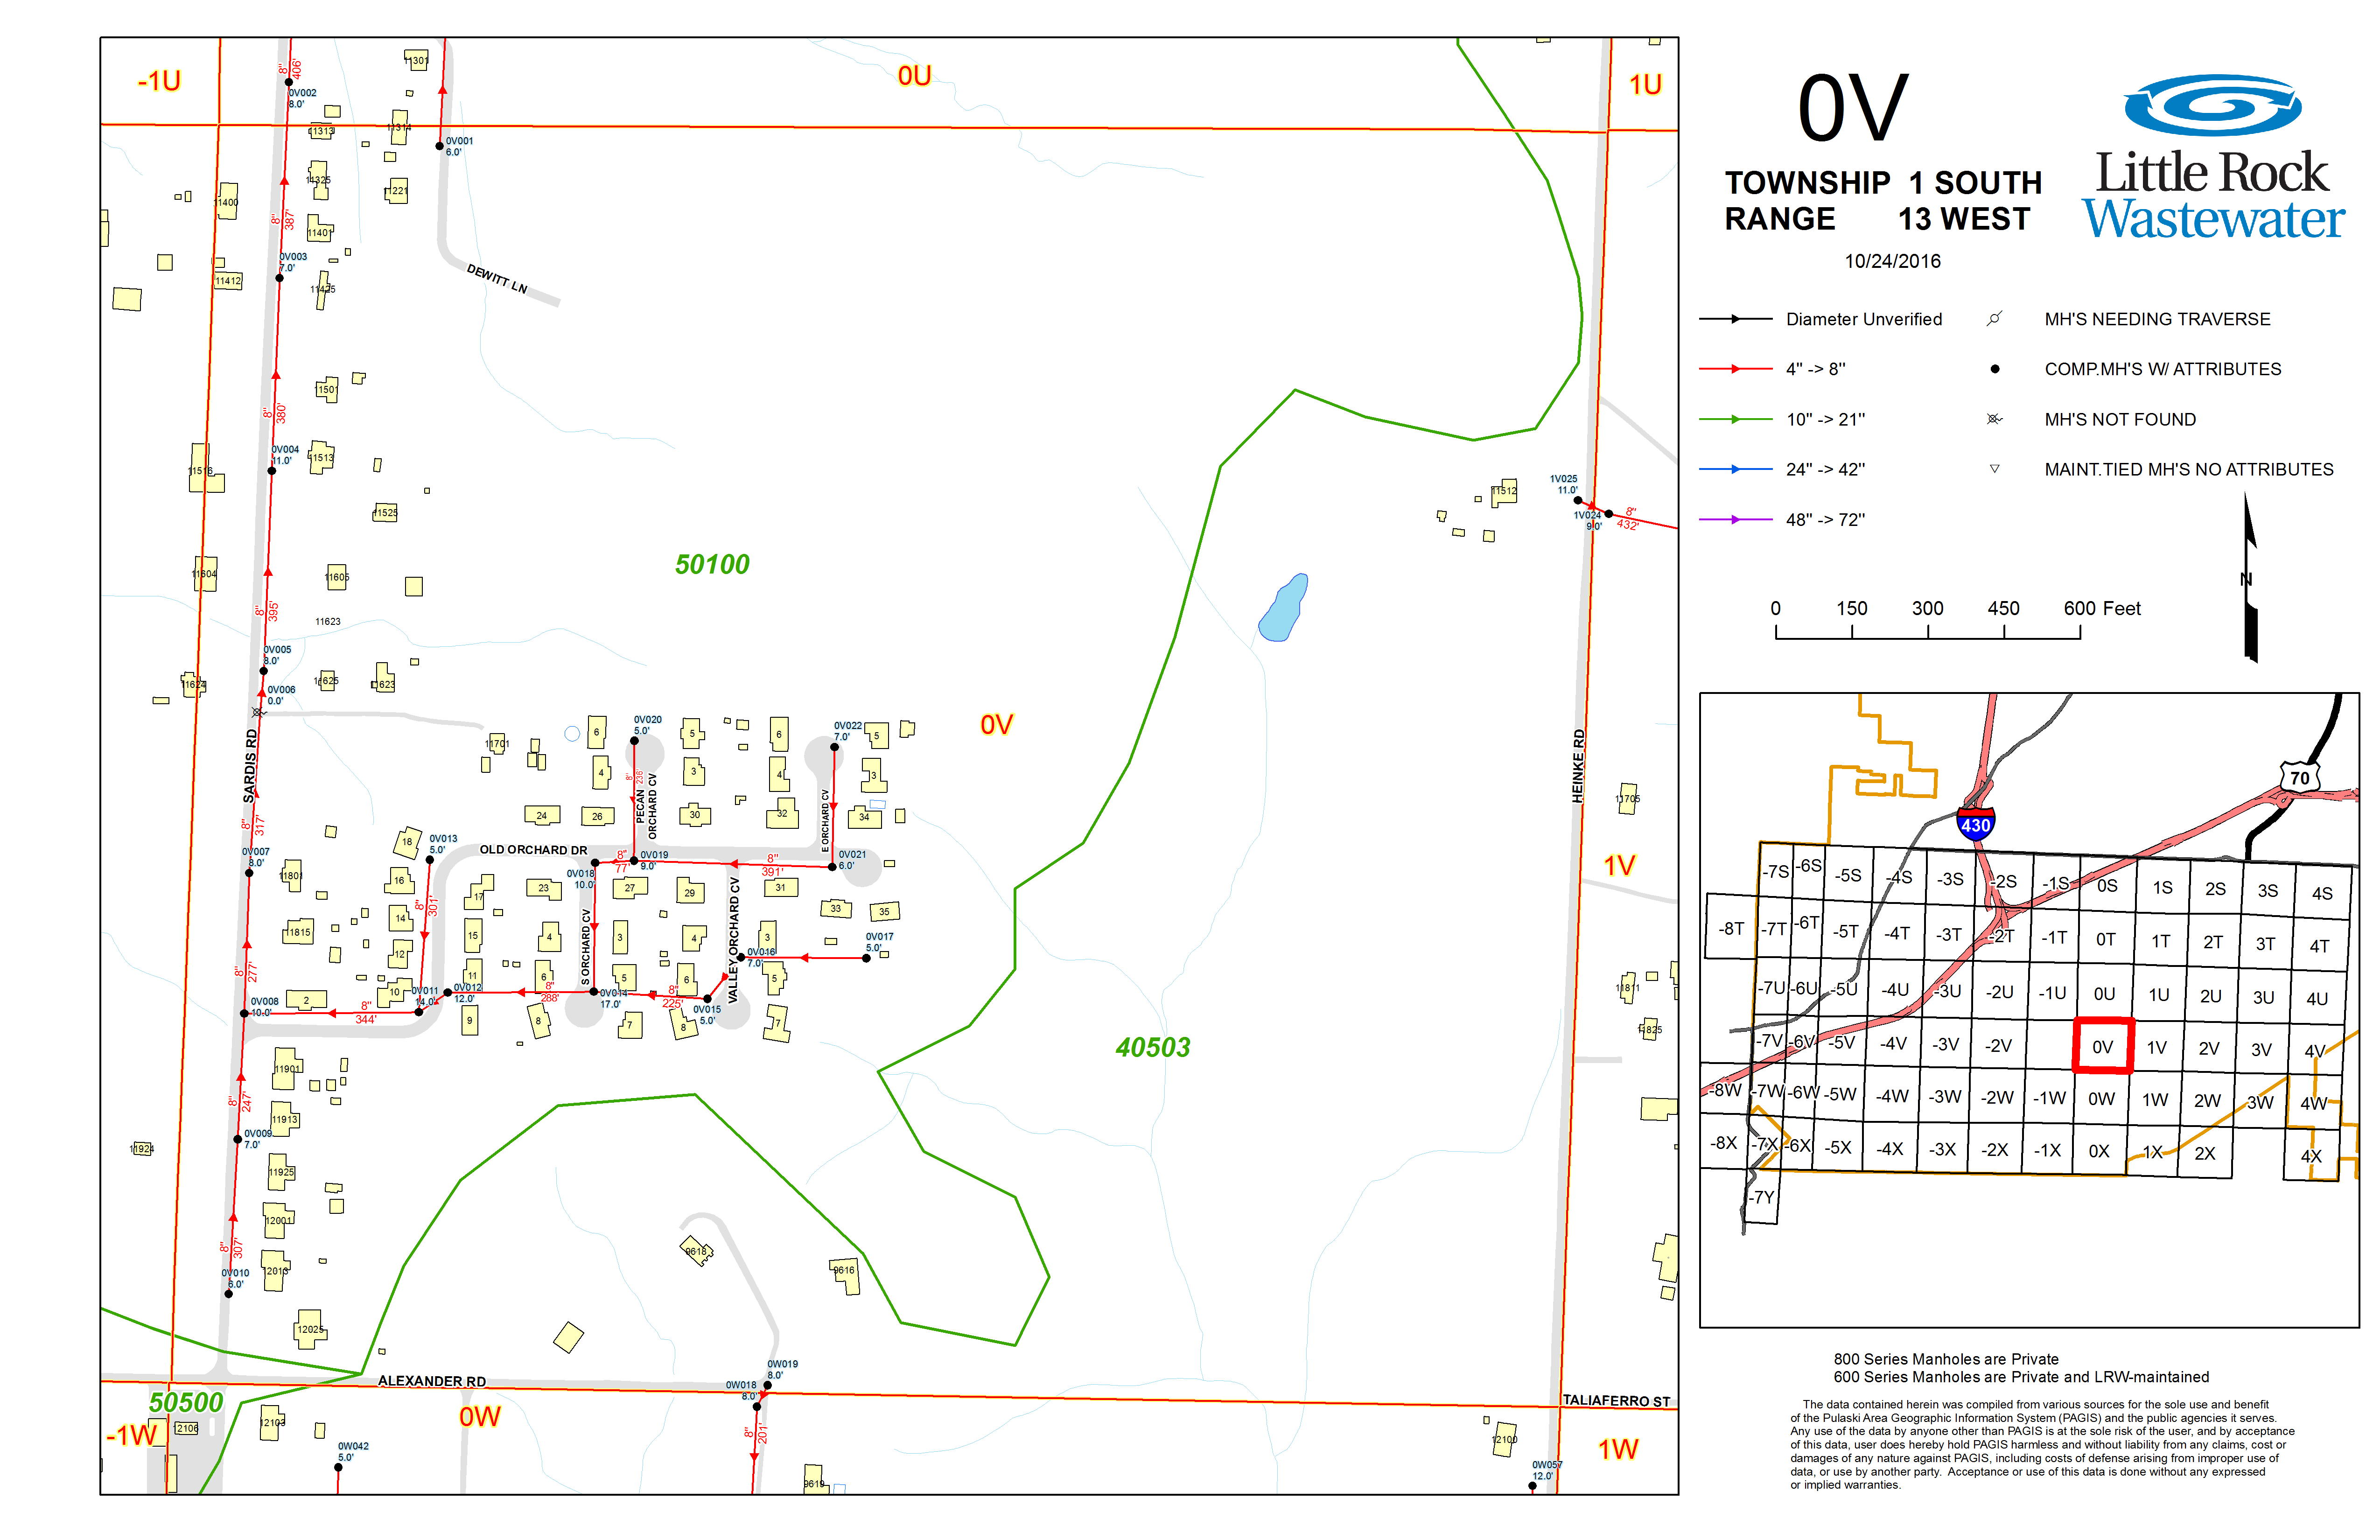 -1U
0U
1U
8"
406'
0V002
8.0'
11301
11313
11314
0V001
6.0'
11325
11221
11400
8"
387'
11401
0V003
7.0'
DEWITT LN
11412
11425
11501
8"
380'
0V004
11.0'
11513
11516
11525
11512
1V025
11.0'
1V024
9.0'
8"
432'
50100
11604
11605
8"
395'
11623
0V005
8.0'
11624
11625
11623
0V006
0.0'
SARDIS RD
11701
6
0V020
5.0'
5
6
0V022
7.0'
5
0V
4
8"
236'
3
4
3
PECAN
ORCHARD CV
E ORCHARD CV
HEINKE RD
11705
24
26
30
32
34
8"
317'
18
0V013
5.0'
OLD ORCHARD DR
8"
77'
0V019
9.0'
8"
391'
0V021
6.0'
0V007
8.0'
11801
16
0V018
10.0'
1V
17
23
27
29
31
8"
301'
14
33
35
11815
15
4
3
4
3
0V017
5.0'
S ORCHARD CV
VALLEY ORCHARD CV
12
0V016
7.0'
8"
277'
11
6
5
6
5
10
0V011
14.0'
0V012
12.0'
8"
288'
0V014
17.0'
8"
225'
0V015
5.0'
11811
0V008
10.0'
2
8"
344'
9
8
7
8
7
11825
40503
11901
8"
247'
11913
0V009
7.0'
11924
11925
12001
8"
307'
9618
9616
0V010
6.0'
12013
12025
0W019
8.0'
ALEXANDER RD
0W018
8.0'
TALIAFERRO ST
50500
-1W
12106
12103
0W
8"
201'
12100
1W
0W042
5.0'
9619
0W057
12.0'
0V
TOWNSHIP 1 SOUTH
RANGE 13 WEST
10/24/2016
Little Rock
Wastewater
Diameter Unverified
MH'S NEEDING TRAVERSE
4" -> 8"
COMP.MH'S W/ ATTRIBUTES
10" -> 21"
MH'S NOT FOUND
24" -> 42"
MAINT.TIED MH'S NO ATTRIBUTES
48" -> 72"
N
0 150 300 450 600 Feet
70
430
-7S -6S -5S -4S -3S -2S -1S 0S 1S 2S 3S 4S
-8T -7T -6T -5T -4T -3T -2T -1T 0T 1T 2T 3T 4T
-7U -6U -5U -4U -3U -2U -1U 0U 1U 2U 3U 4U
-7V -6V -5V -4V -3V -2V 0V 1V 2V 3V 4V
-8W -7W -6W -5W -4W -3W -2W -1W 0W 1W 2W 3W 4W
-8X -7X -6X -5X -4X -3X -2X -1X 0X 1X 2X 4X
-7Y
800 Series Manholes are Private
600 Series Manholes are Private and LRW-maintained
The data contained herein was compiled from various sources for the sole use and benefit
of the Pulaski Area Geographic Information System (PAGIS) and the public agencies it serves.
Any use of the data by anyone other than PAGIS is at the sole risk of the user, and by acceptance
of this data, user does hereby hold PAGIS harmless and without liability from any claims, cost or
damages of any nature against PAGIS, including costs of defense arising from improper use of
data, or use by another party. Acceptance or use of this data is done without any expressed
or implied warranties.